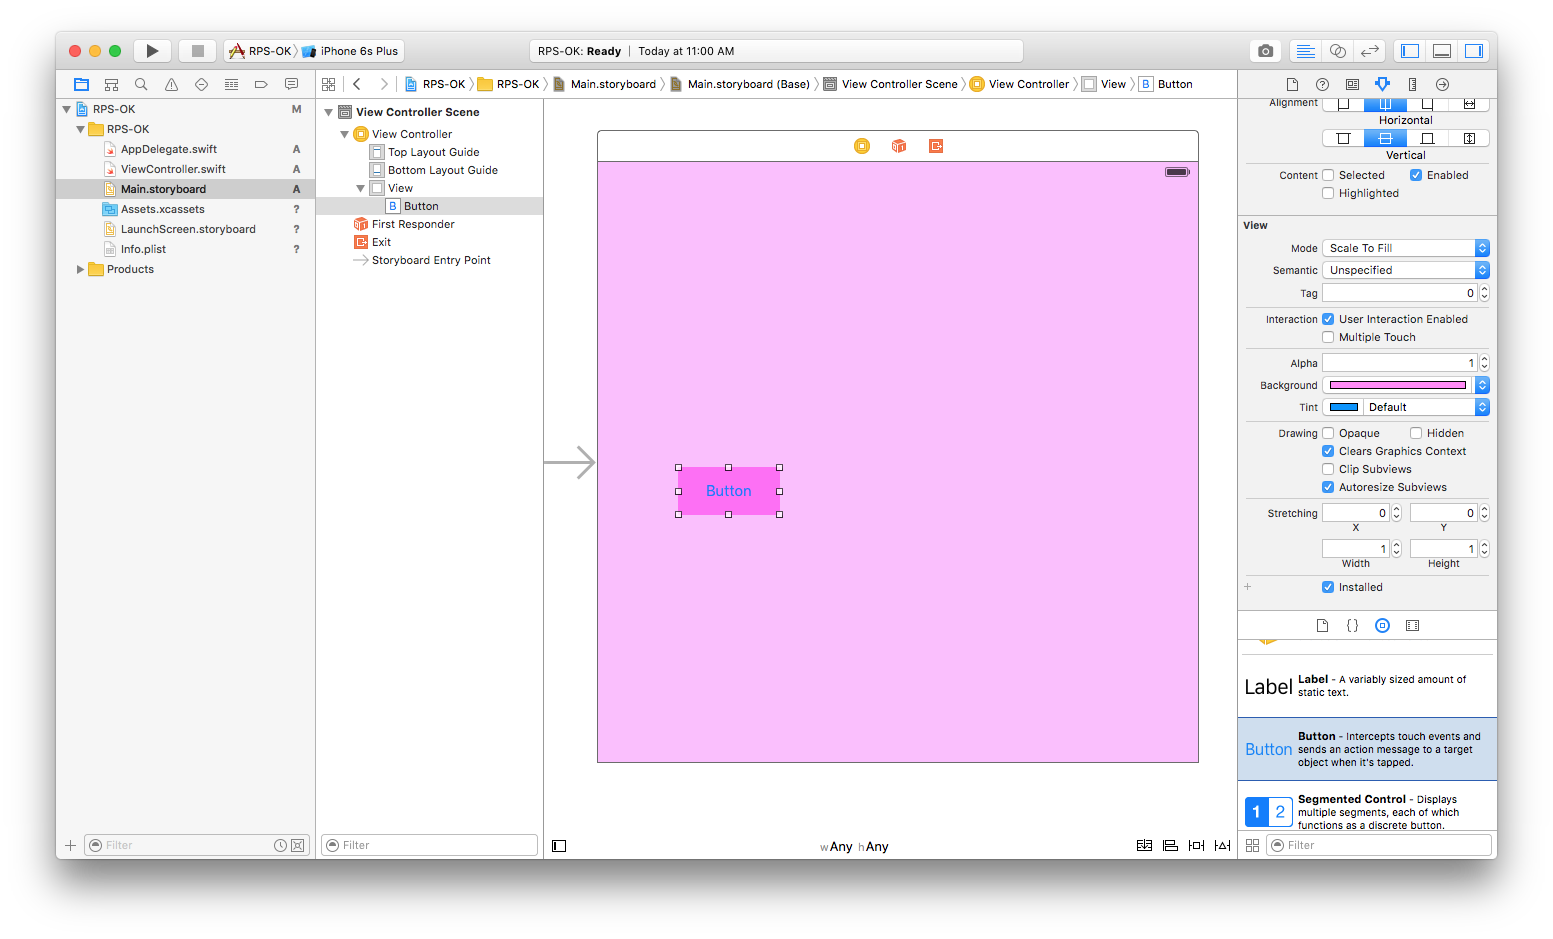 RPS-OK iPhone 6s Plus
RPS-OK: Ready Today at 11:00 AM
RPS-OK RPS-OK Main.storyboard Main.storyboard (Base) View Controller Scene View Controller View B Button
RPS-OK M
RPS-OK
AppDelegate.swift A
ViewController.swift A
Main.storyboard A
Assets.xcassets ?
LaunchScreen.storyboard ?
Info.plist ?
Products
Filter
View Controller Scene
View Controller
Top Layout Guide
Bottom Layout Guide
View
B Button
First Responder
Exit
Storyboard Entry Point
Filter
Button
wAny hAny
Alignment
Horizontal
Vertical
Content Selected Enabled
Highlighted
View
Mode Scale To Fill
Semantic Unspecified
Tag 0
Interaction User Interaction Enabled
Multiple Touch
Alpha 1
Background
Tint Default
Drawing Opaque Hidden
Clears Graphics Context
Clip Subviews
Autoresize Subviews
Stretching 0 0
X Y
1 1
Width Height
+ Installed
{}
Label Label - A variably sized amount of
static text.
Button Button - Intercepts touch events and
sends an action message to a target
object when it's tapped.
1 2 Segmented Control - Displays
multiple segments, each of which
functions as a discrete button.
Filter